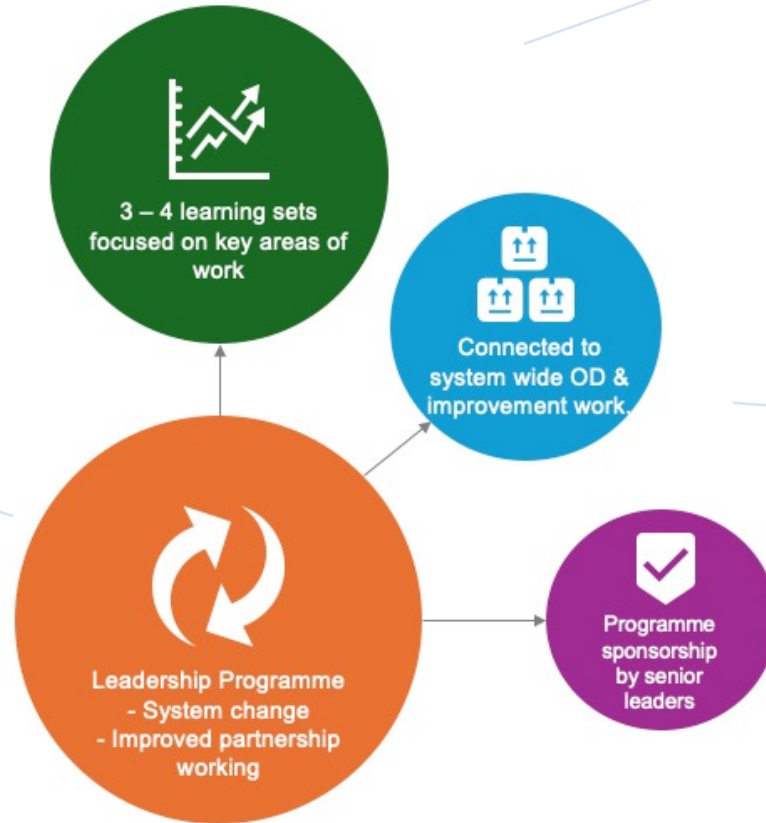 3 – 4 learning sets
focused on key areas of
work
Connected to
system wide OD &
improvement work.
Leadership Programme
- System change
- Improved partnership
working
Programme
sponsorship
by senior
leaders